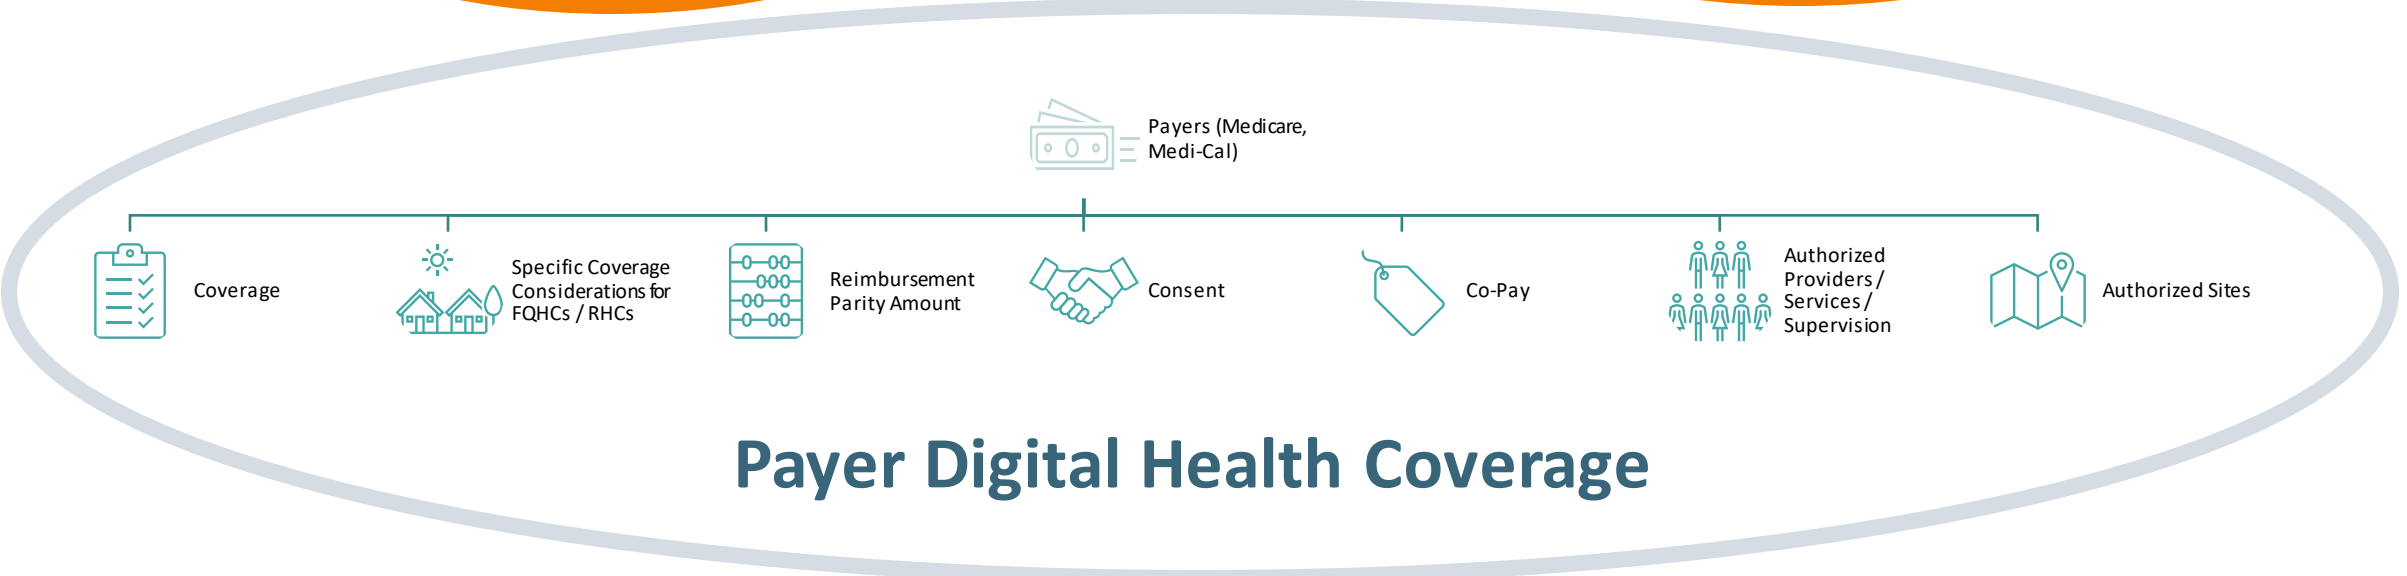 Payers (Medicare,
Medi-Cal)
Coverage
Specific Coverage
Considerations for
FQHCs / RHCs
Reimbursement
Parity Amount
Consent
Co-Pay
Authorized
Providers /
Services /
Supervision
Authorized Sites
Payer Digital Health Coverage